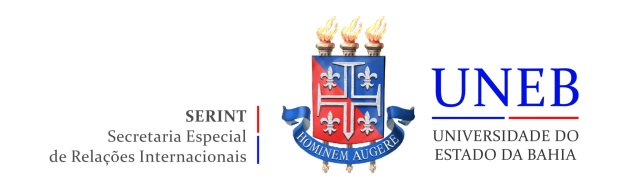 SERINT
Secretaria Especial
de Relações Internacionais
HOMINEM AUGERE
UNEB
UNIVERSIDADE DO
ESTADO DA BAHIA